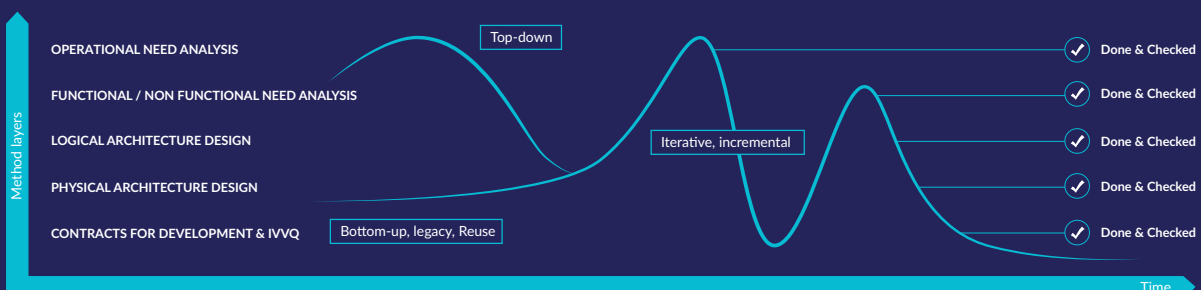 Method layers
OPERATIONAL NEED ANALYSIS
FUNCTIONAL / NON FUNCTIONAL NEED ANALYSIS
LOGICAL ARCHITECTURE DESIGN
PHYSICAL ARCHITECTURE DESIGN
CONTRACTS FOR DEVELOPMENT & IVVQ
Top-down
Bottom-up, legacy, Reuse
Iterative, incremental
Done & Checked
Done & Checked
Done & Checked
Done & Checked
Done & Checked
Time